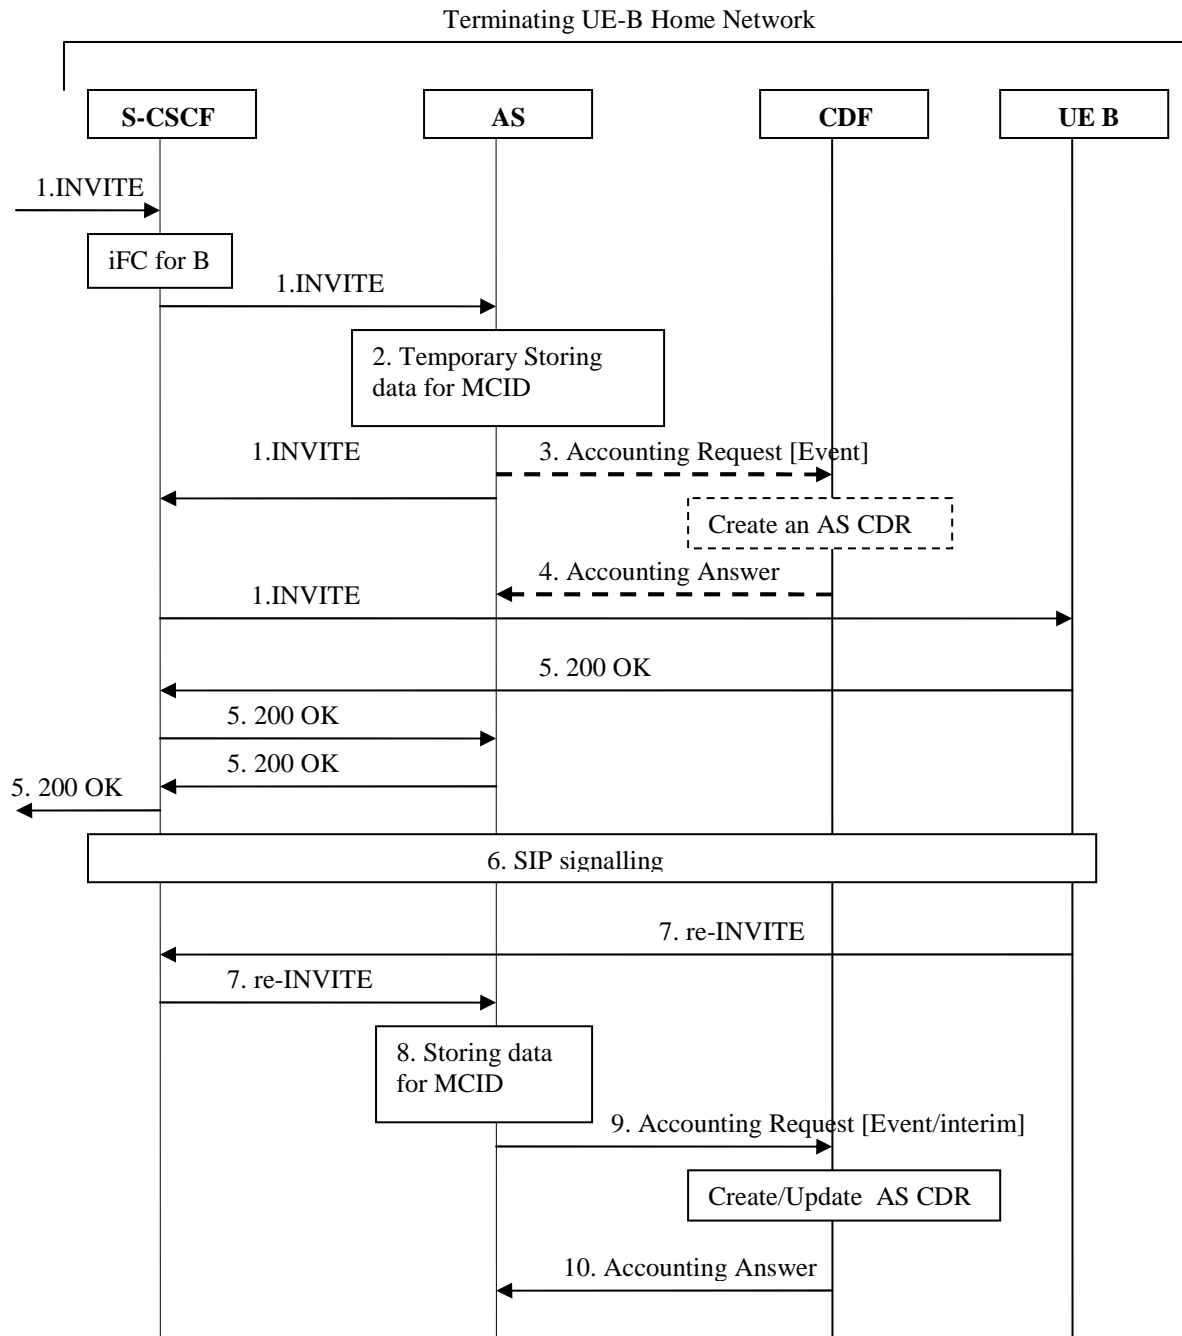 Terminating UE-B Home Network
S-CSCF
AS
CDF
UE B
1.INVITE
iFC for B
1.INVITE
2. Temporary Storing
data for MCID
1.INVITE
3. Accounting Request [Event]
Create an AS CDR
4. Accounting Answer
1.INVITE
5. 200 OK
5. 200 OK
5. 200 OK
5. 200 OK
6. SIP signalling
7. re-INVITE
7. re-INVITE
8. Storing data
for MCID
9. Accounting Request [Event/interim]
Create/Update  AS CDR
10. Accounting Answer